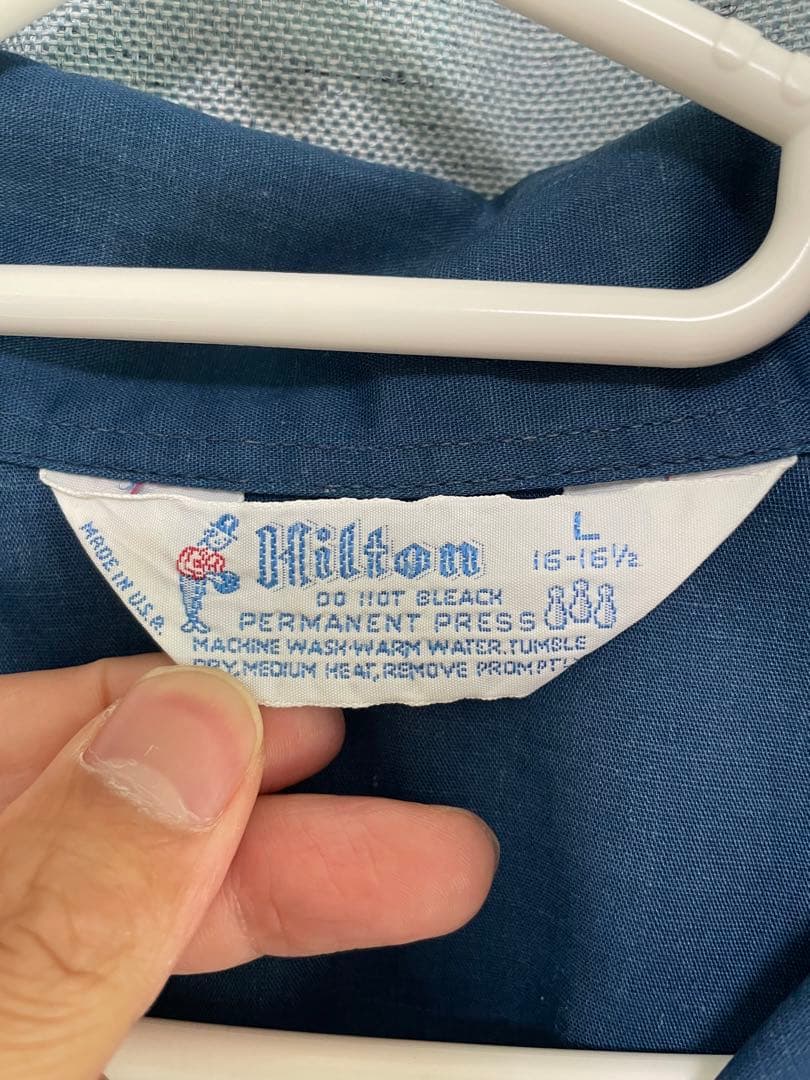 MADE IN U.S.A.
Hilton
L
16-16½
DO NOT BLEACH
PERMANENT PRESS
MACHINE WASH WARM WATER, TUMBLE
DRY, MEDIUM HEAT, REMOVE